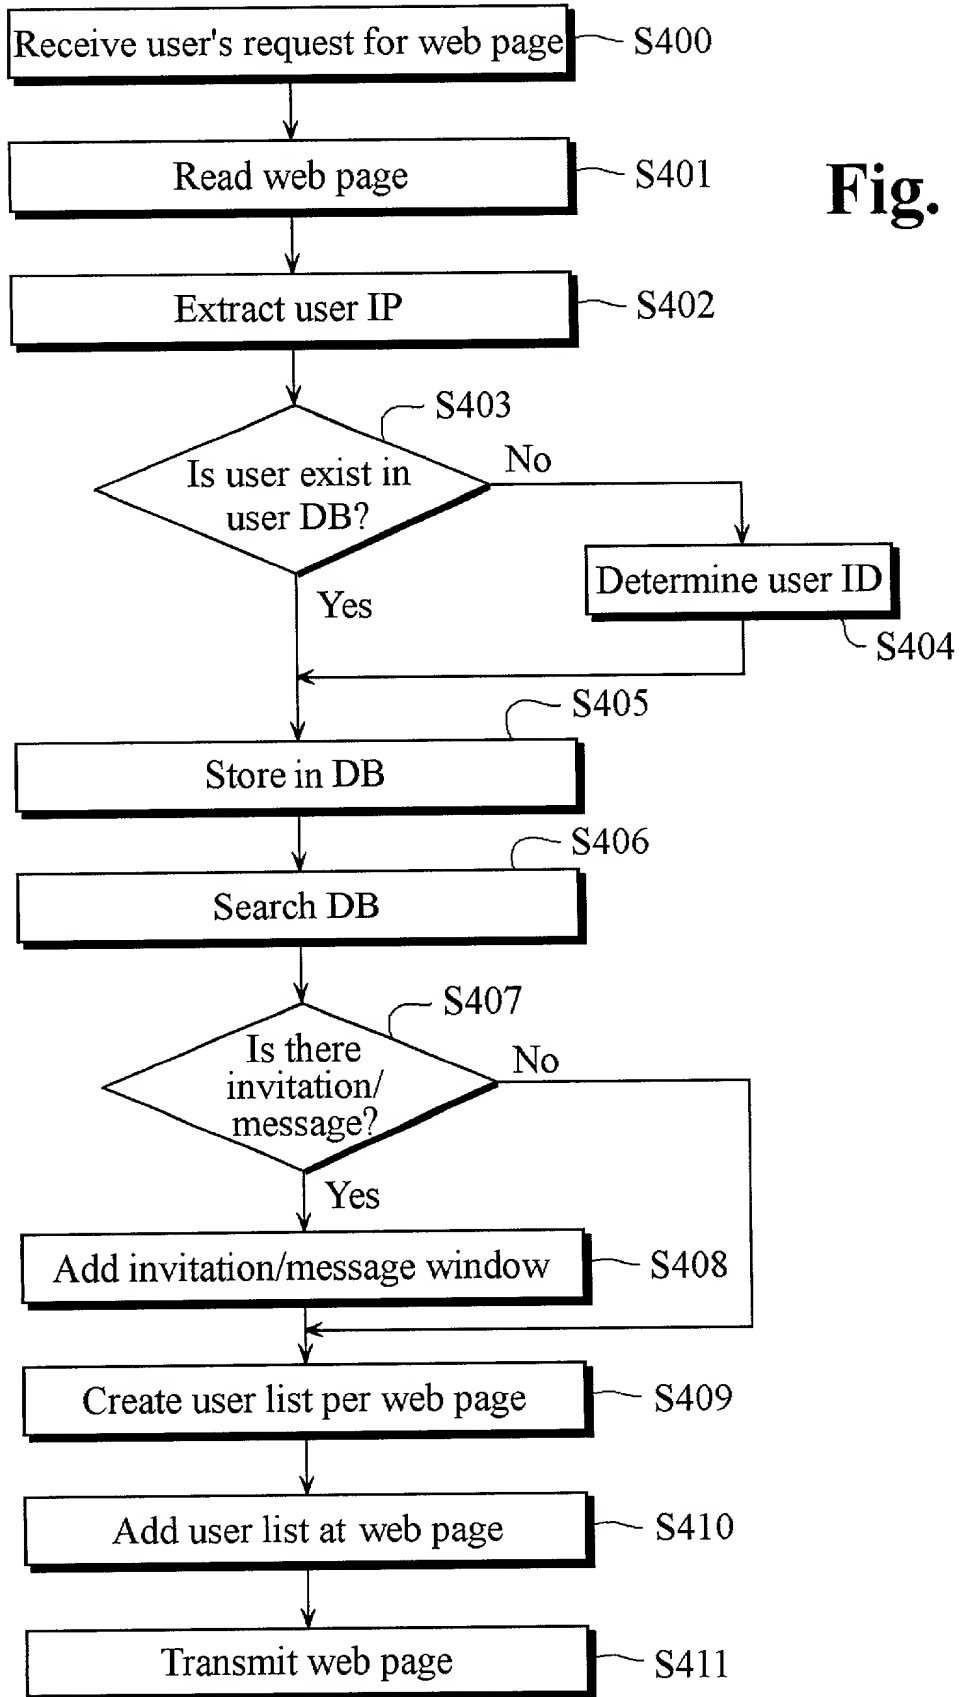 Receive user's request for web page
S400
Read web page
S401
Fig.
Extract user IP
S402
S403
Is user exist in
user DB?
No
Yes
Determine user ID
S404
S405
Store in DB
S406
Search DB
S407
Is there
invitation/
message?
No
Yes
Add invitation/message window
S408
Create user list per web page
S409
Add user list at web page
S410
Transmit web page
S411